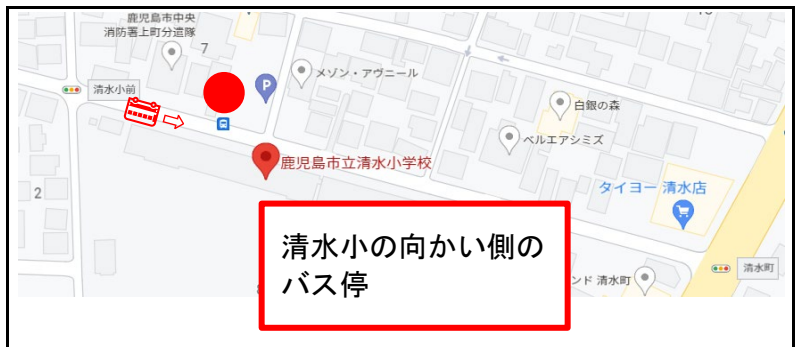 鹿児島市中央
消防署上町分遣隊
7
清水小前
P
メゾン・アヴニール
白銀の森
ベルエアシミズ
鹿児島市立清水小学校
タイヨー 清水店
2
清水小の向かい側の
バス停
ンド 清水町
清水町